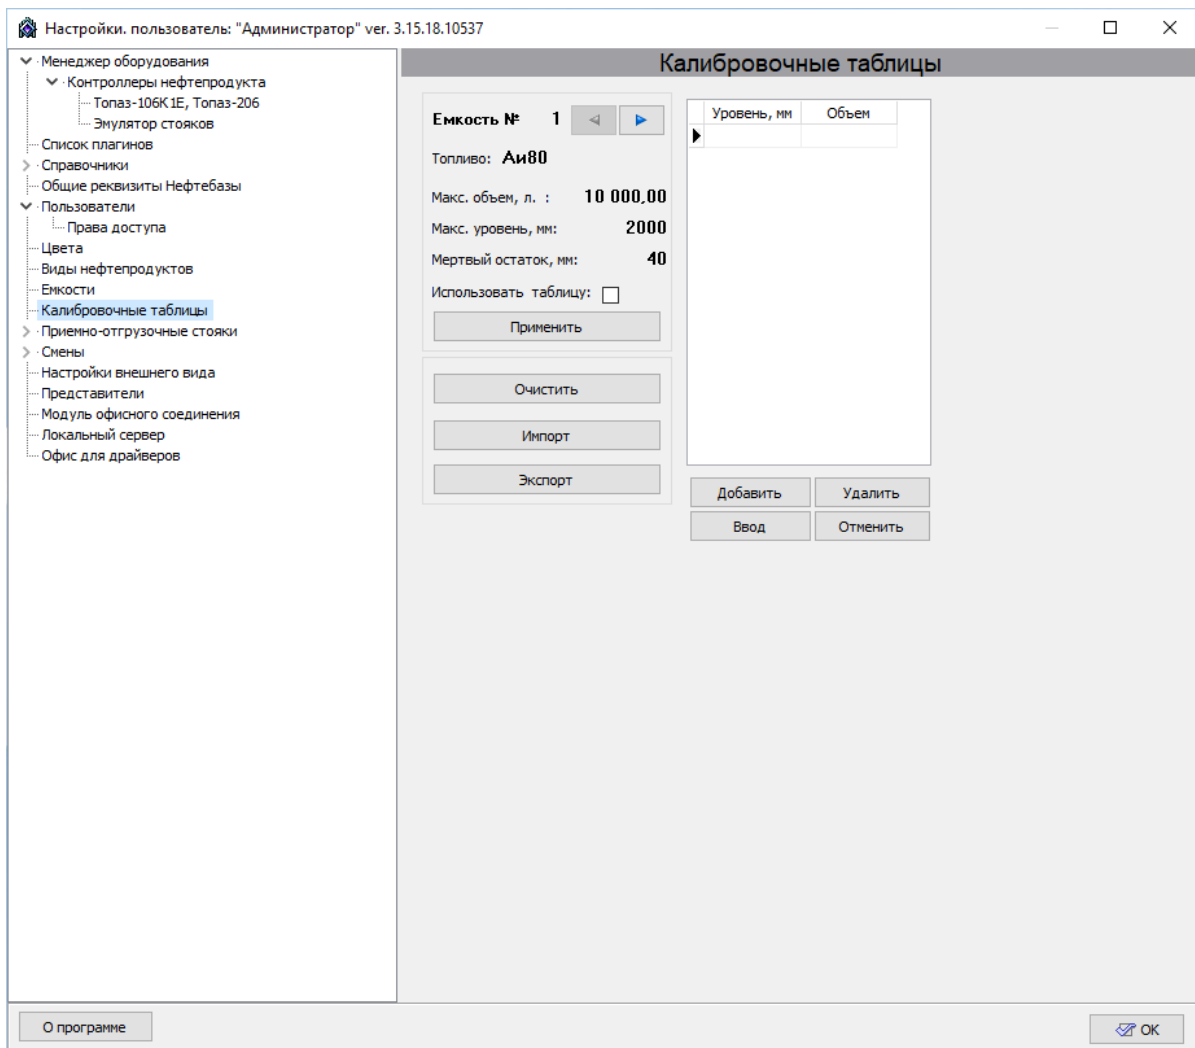 Настройки. пользователь: "Администратор" ver. 3.15.18.10537
Менеджер оборудования
Контроллеры нефтепродукта
Топаз-106К1Е, Топаз-206
Эмулятор стояков
Список плагинов
Справочники
Общие реквизиты Нефтебазы
Пользователи
Права доступа
Цвета
Виды нефтепродуктов
Емкости
Калибровочные таблицы
Приемно-отгрузочные стояки
Смены
Настройки внешнего вида
Представители
Модуль офисного соединения
Локальный сервер
Офис для драйверов
Калибровочные таблицы
Емкость № 1
Топливо: Аи80
Макс. объем, л. : 10 000,00
Макс. уровень, мм: 2000
Мертвый остаток, мм: 40
Использовать таблицу:
Применить
Очистить
Импорт
Экспорт
Уровень, мм Объем
Добавить Удалить
Ввод Отменить
О программе
OK